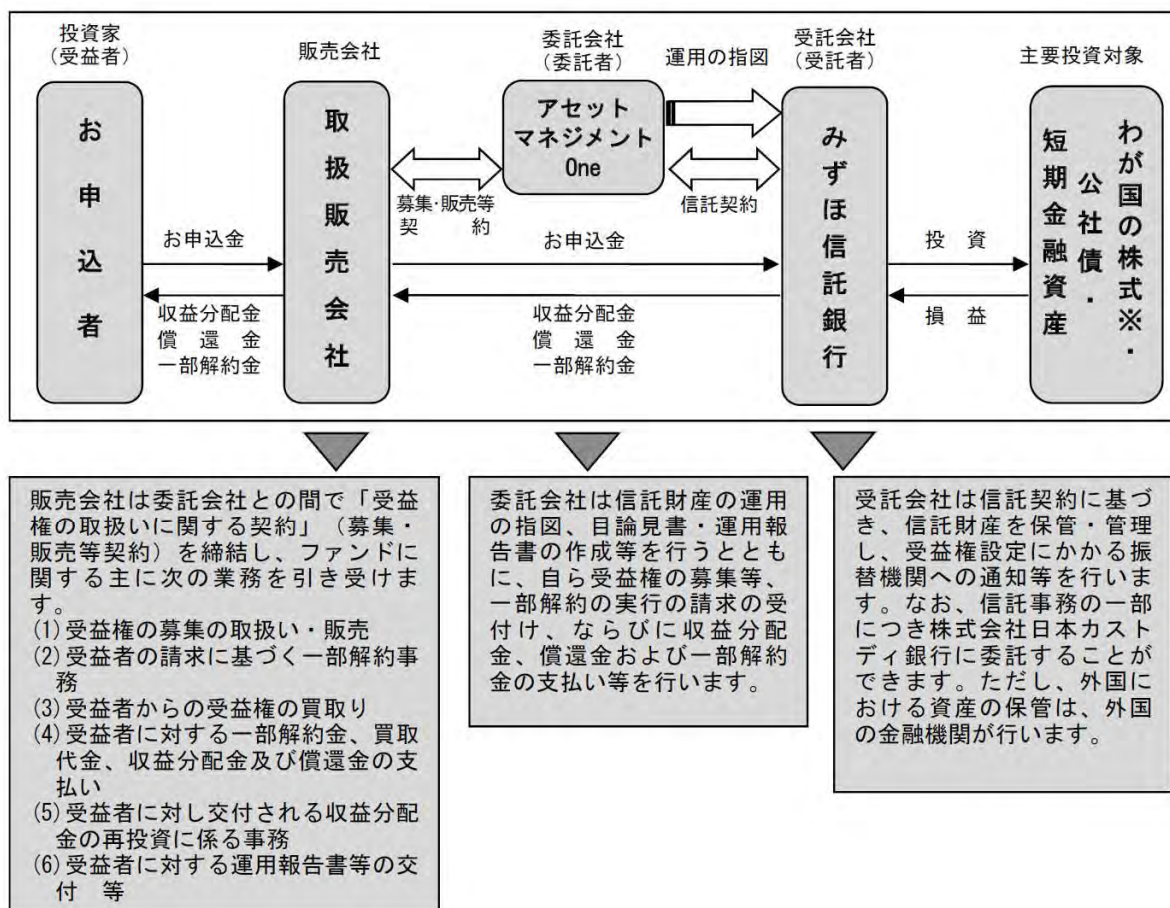 投資家
(受益者)
販売会社
委託会社
(委託者)
運用の指図
受託会社
(受託者)
主要投資対象
お申込者
取扱販売会社
アセット
マネジメント
One
みずほ信託銀行
わが国の株式※・
公社債・
短期金融資産
募集・販売等
契　　約
信託契約
お申込金
収益分配金
償　還　金
一部解約金
お申込金
収益分配金
償　還　金
一部解約金
投　資
損　益
販売会社は委託会社との間で「受益
権の取扱いに関する契約」（募集・
販売等契約）を締結し、ファンドに
関する主に次の業務を引き受けま
す。
(1)受益権の募集の取扱い・販売
(2)受益者の請求に基づく一部解約事
務
(3)受益者からの受益権の買取り
(4)受益者に対する一部解約金、買取
代金、収益分配金及び償還金の支
払い
(5)受益者に対し交付される収益分配
金の再投資に係る事務
(6)受益者に対する運用報告書等の交
付　等
委託会社は信託財産の運用
の指図、目論見書・運用報
告書の作成等を行うととも
に、自ら受益権の募集等、
一部解約の実行の請求の受
付け、ならびに収益分配
金、償還金および一部解約
金の支払い等を行います。
受託会社は信託契約に基づ
き、信託財産を保管・管理
し、受益権設定にかかる振
替機関への通知等を行いま
す。なお、信託事務の一部
につき株式会社日本カスト
ディ銀行に委託することが
できます。ただし、外国に
おける資産の保管は、外国
の金融機関が行います。